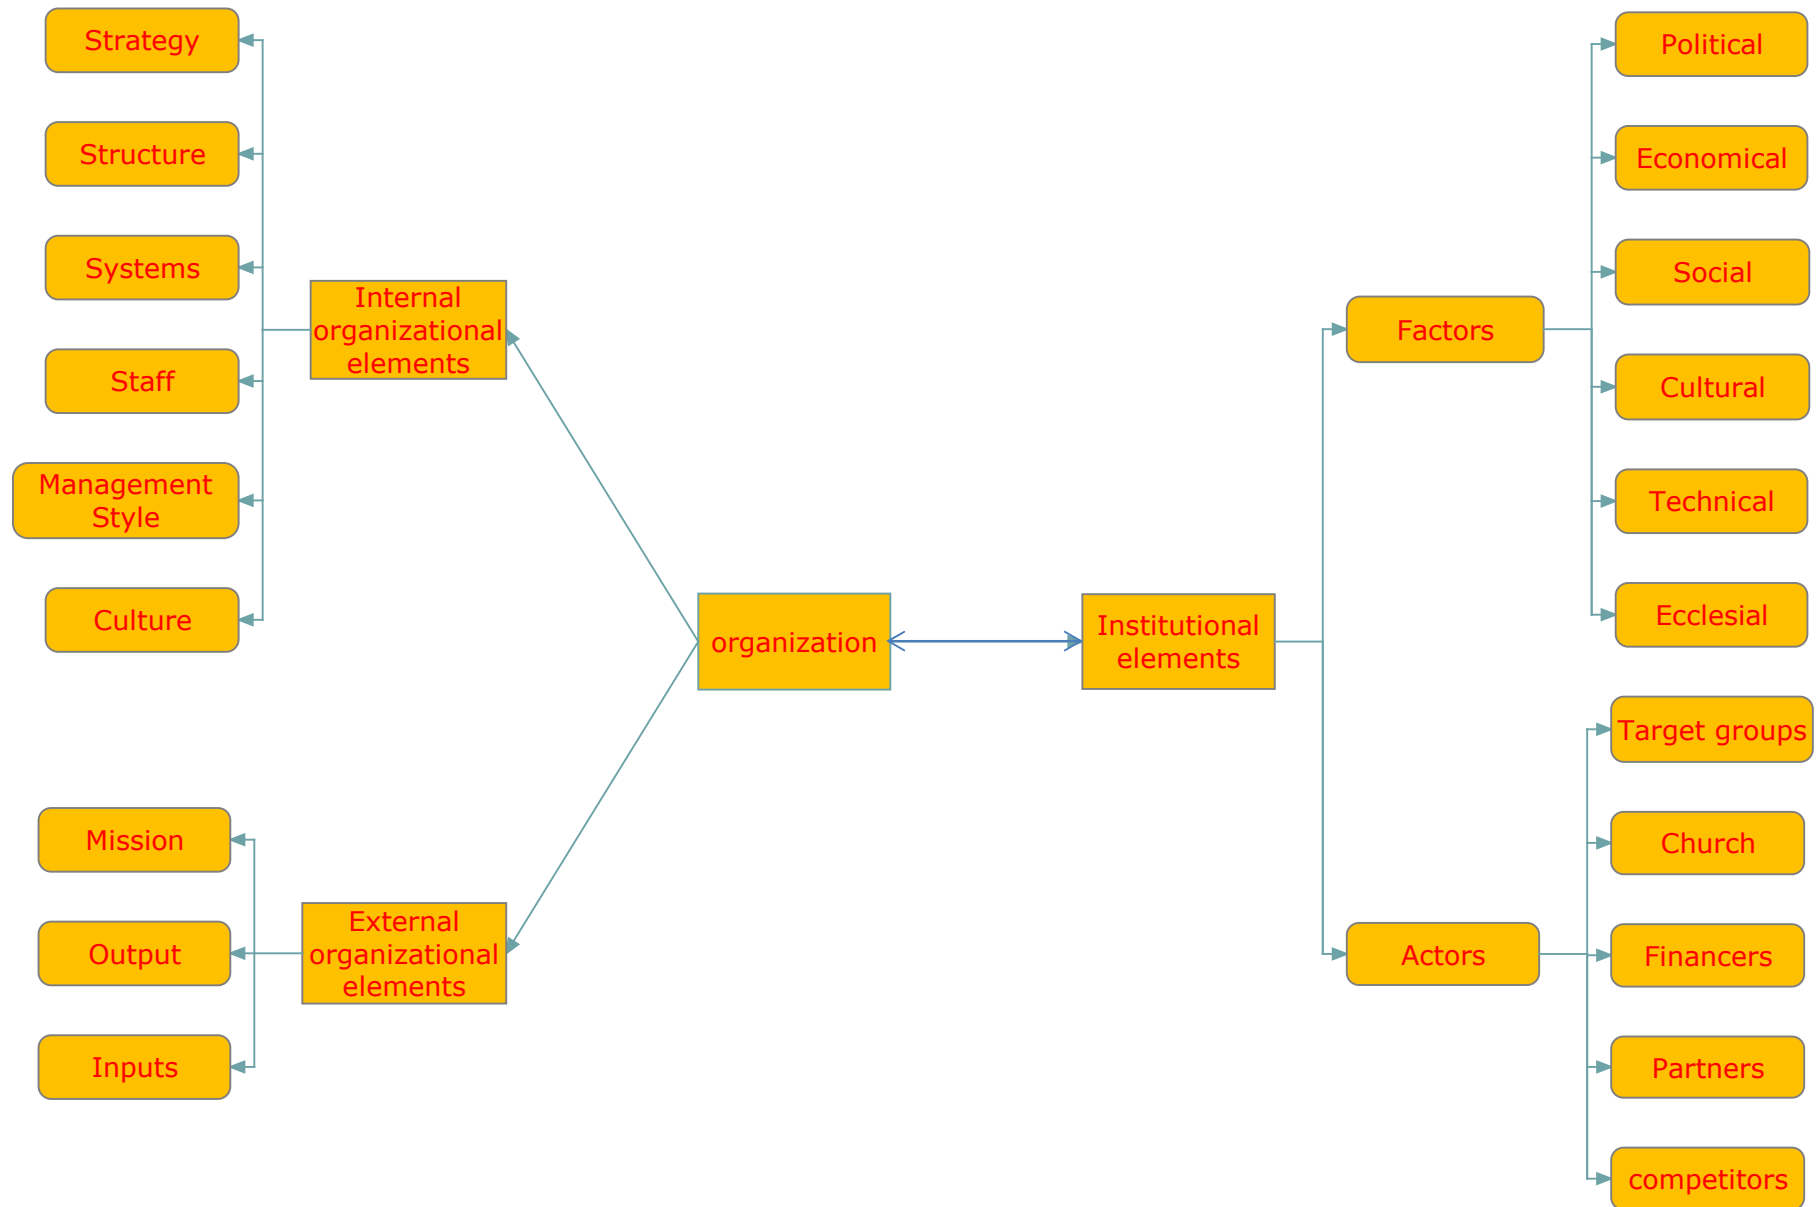 Strategy
Structure
Systems
Staff
Management
Style
Culture
Internal
organizational
elements
Mission
Output
Inputs
External
organizational
elements
organization
Institutional
elements
Factors
Political
Economical
Social
Cultural
Technical
Ecclesial
Actors
Target groups
Church
Financers
Partners
competitors